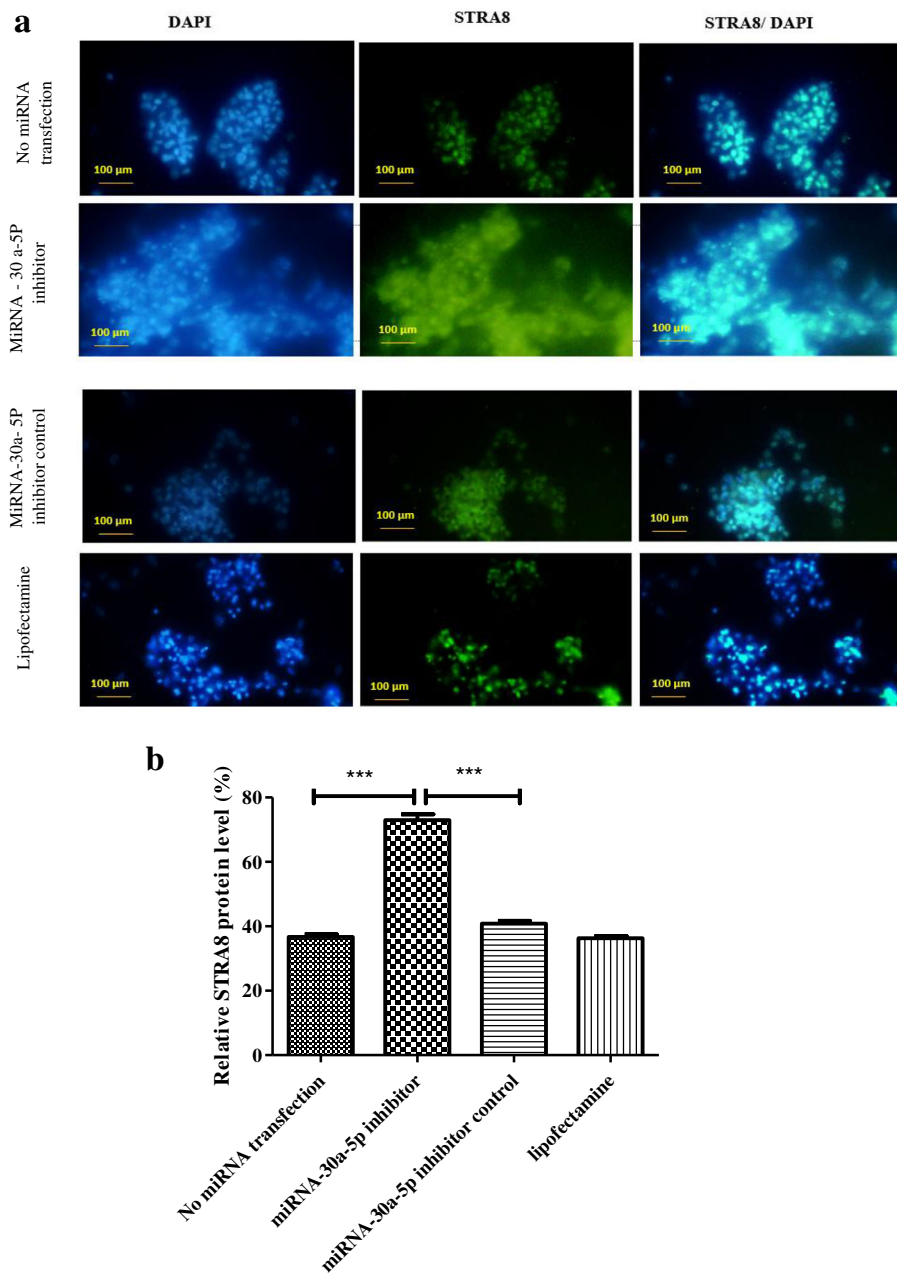 a
DAPI
STRA8
STRA8/ DAPI
No miRNA
transfection
100 µm
100 µm
100 µm
MiRNA - 30 a-5P
inhibitor
100 µm
100 µm
100 µm
MiRNA-30a- 5P
inhibitor control
100 µm
100 µm
100 µm
Lipofectamine
100 µm
100 µm
100 µm
b
Relative STRA8 protein level (%)
***
***
80
60
40
20
0
No miRNA transfection
miRNA-30a-5p inhibitor
miRNA-30a-5p inhibitor control
lipofectamine